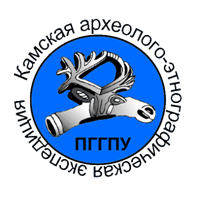 Камская археолого-этнографическая экспедиция
ПГГПУ